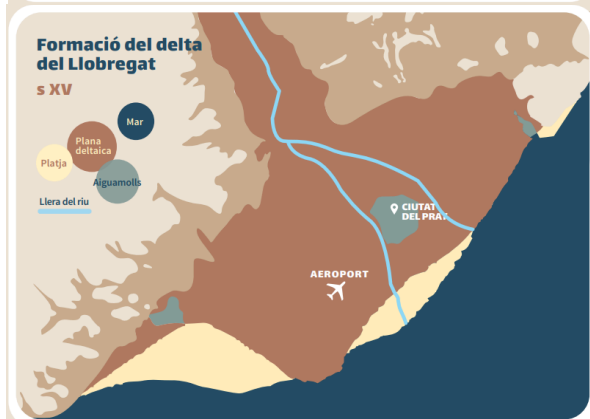 Formació del delta
del Llobregat
s XV
Mar
Plana
deltaica
Platja
Aiguamolls
Llera del riu
CIUTAT
DEL PRAT
AEROPORT